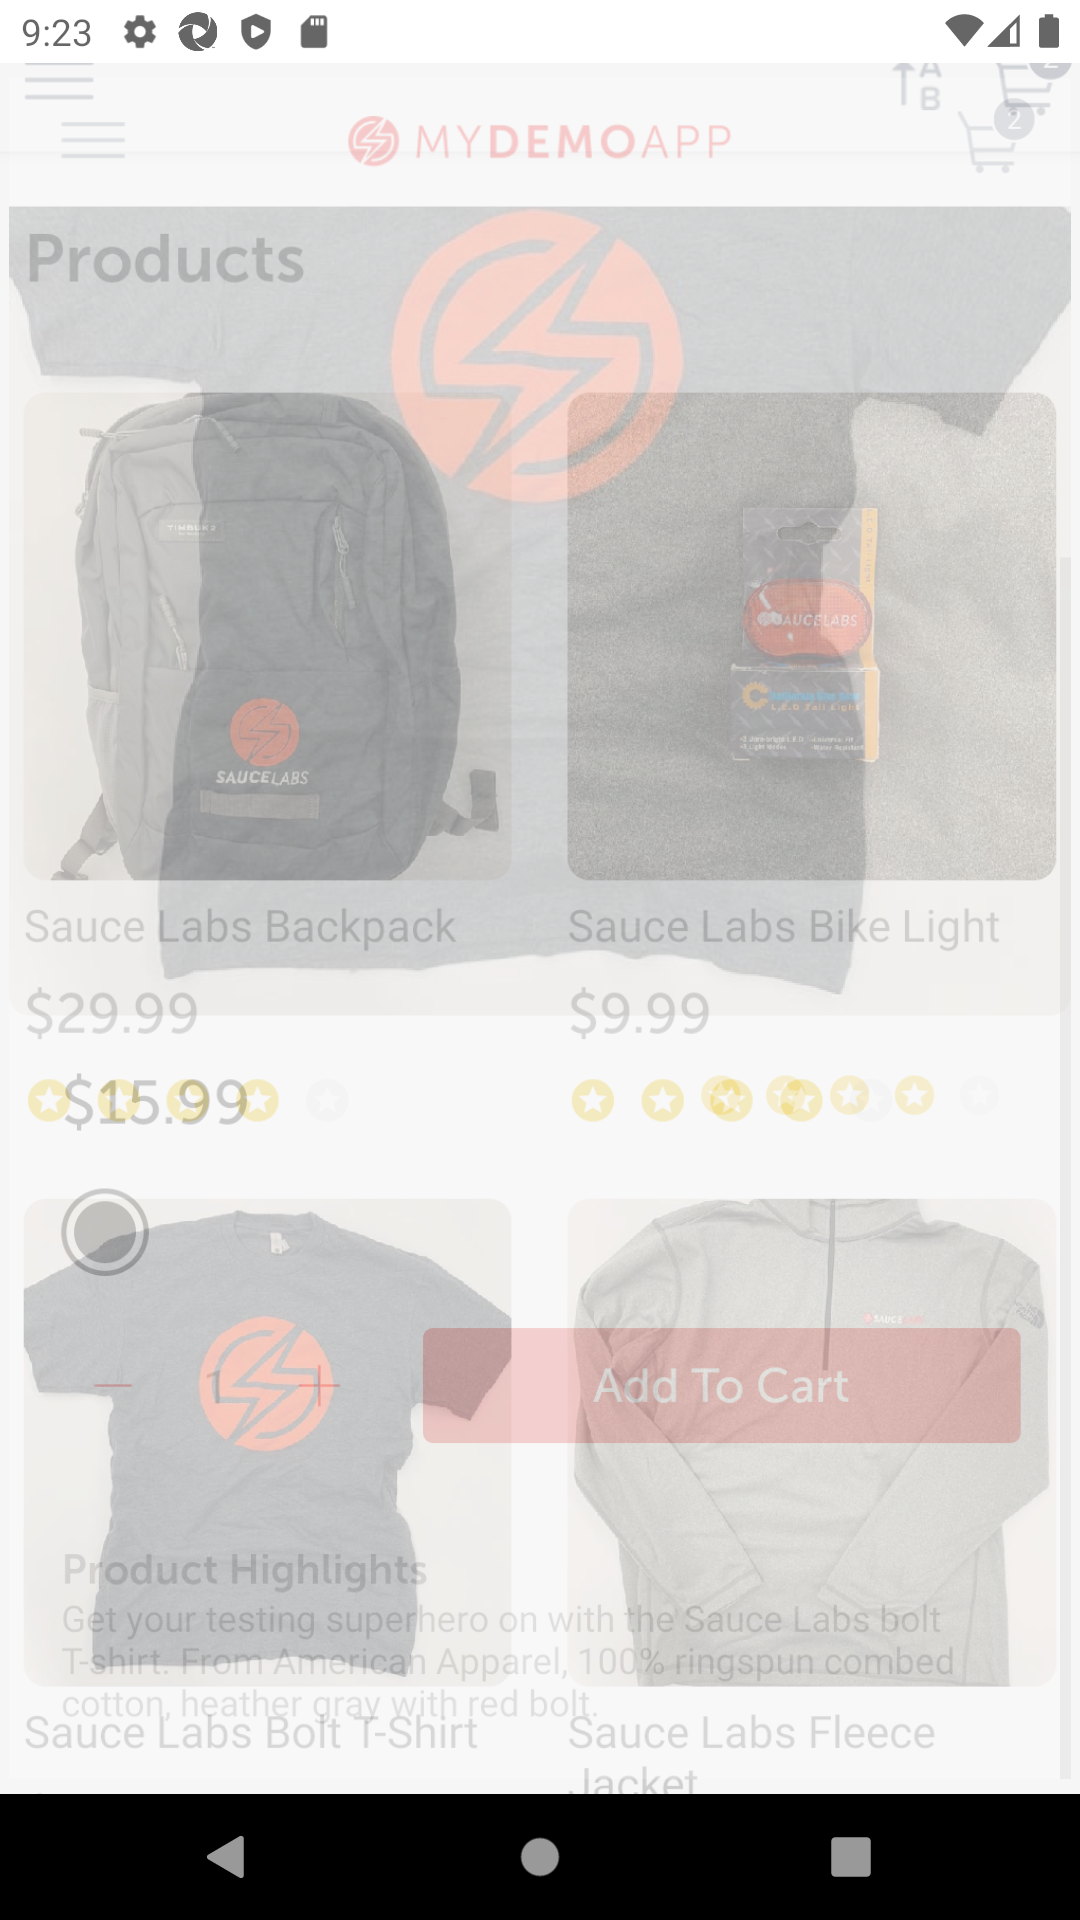 9:23
2
A
B
MYDEMOAPP
2
Products
TIMBUK2
SAUCELABS
SAUCELABS
L.E.D Tail Light
Sauce Labs Backpack
Sauce Labs Bike Light
$29.99
$9.99
$15.99
SAUCE
1
Add To Cart
Product Highlights
Get your testing superhero on with the Sauce Labs bolt
T-shirt. From American Apparel, 100% ringspun combed
cotton, heather gray with red bolt.
Sauce Labs Bolt T-Shirt
Sauce Labs Fleece
Jacket